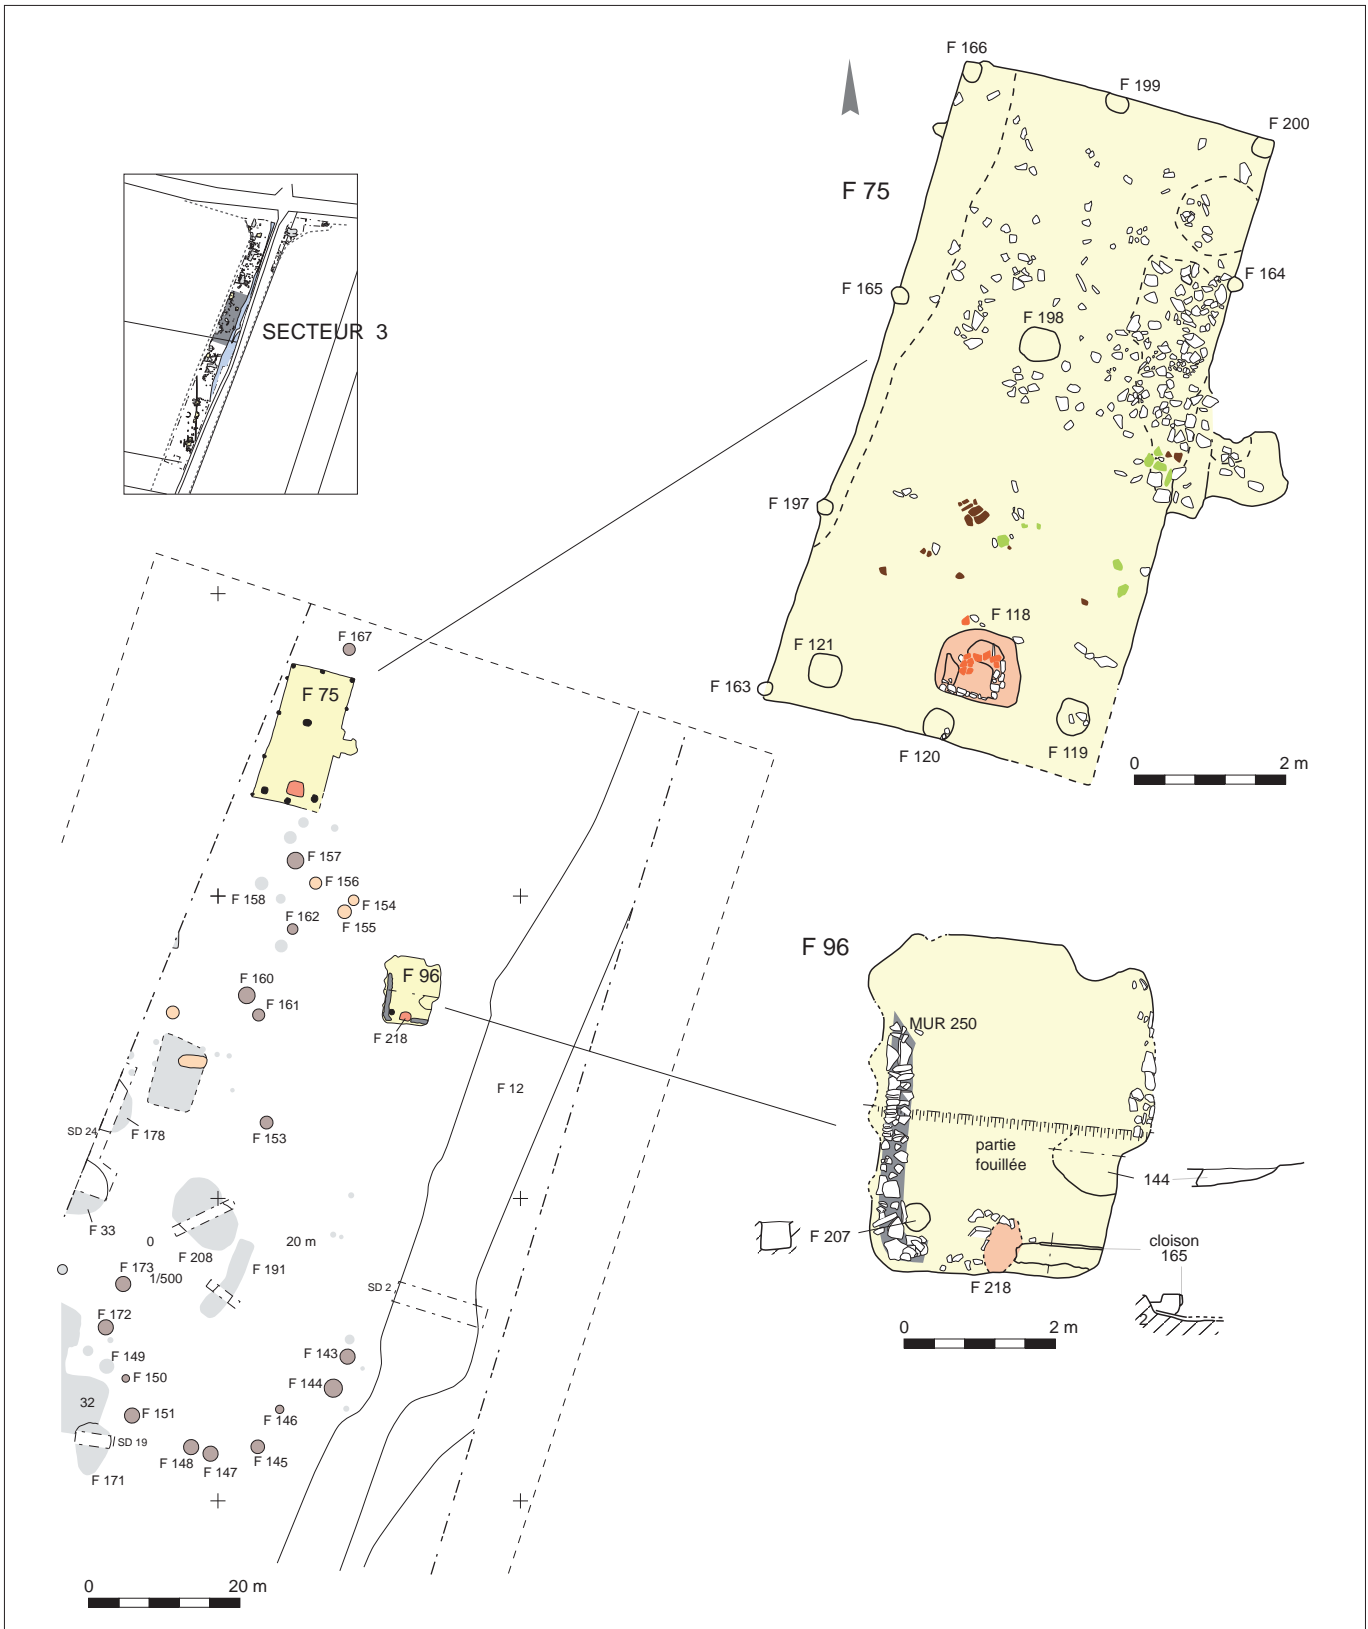 F 166
F 199
F 200
F 75
SECTEUR 3
F 165
F 198
F 164
F 197
F 118
F 121
F 163
F 120
F 119
0 2 m
F 167
F 75
F 157
F 156
F 158
F 154
F 155
F 162
F 96
F 160
F 161
F 218
F 12
SD 24
F 178
F 153
F 33
0 20 m
F 208
F 191
F 173
1/500
SD 2
F 172
F 149
F 150
F 143
F 144
32
F 151
F 146
SD 19
F 148
F 147
F 145
F 171
0 20 m
F 96
MUR 250
partie
fouillée
144
F 207
cloison
165
F 218
2
0 2 m